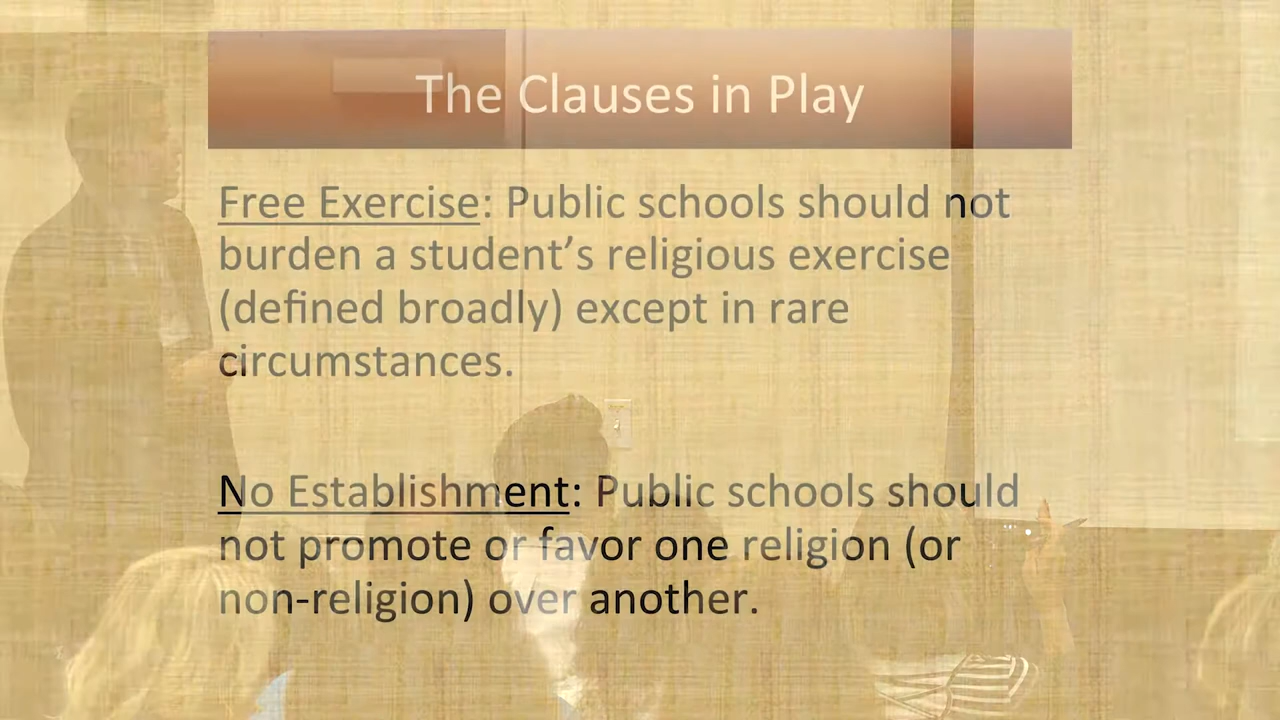 The Clauses in Play
Free Exercise: Public schools should not
burden a student’s religious exercise
(defined broadly) except in rare
circumstances.
No Establishment: Public schools should
not promote or favor one religion (or
non-religion) over another.